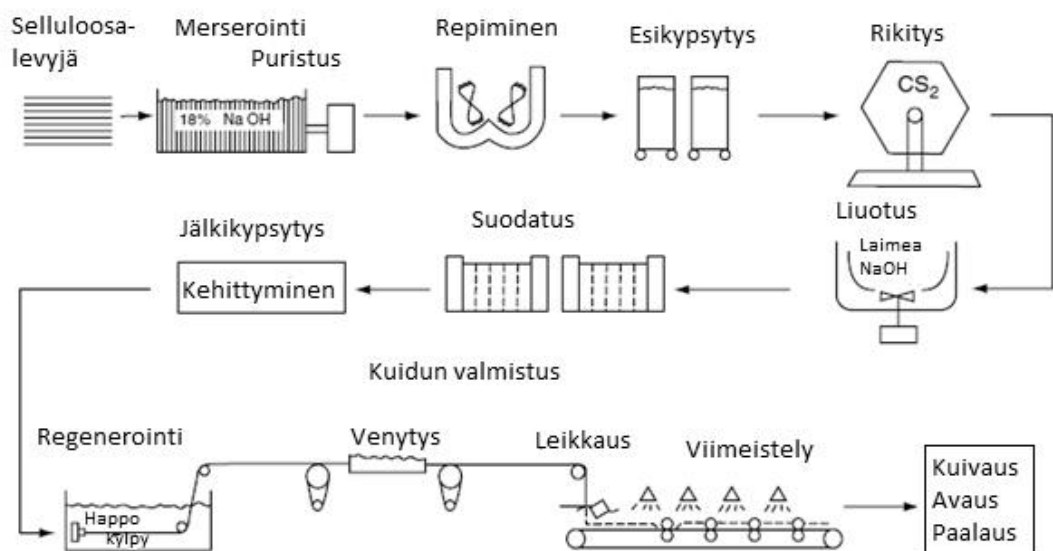 Selluloosa-
levyjä
Merserointi
Puristus
Repiminen
Esikypsytys
Rikitys
18% NaOH
CS2
Jälkikypsytys
Suodatus
Liuotus
Laimea
NaOH
Kehittyminen
Kuidun valmistus
Regenerointi
Venytys
Leikkaus
Viimeistely
Happo
kylpy
Kuivaus
Avaus
Paalaus